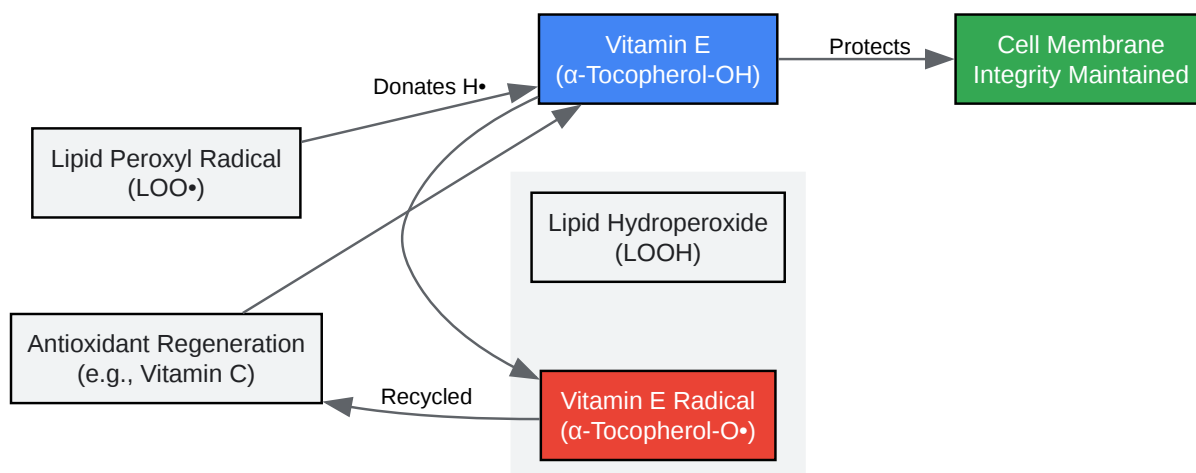 Vitamin E
(α-Tocopherol-OH)
Protects
Cell Membrane
Integrity Maintained
Donates H•
Lipid Peroxyl Radical
(LOO•)
Lipid Hydroperoxide
(LOOH)
Antioxidant Regeneration
(e.g., Vitamin C)
Recycled
Vitamin E Radical
(α-Tocopherol-O•)